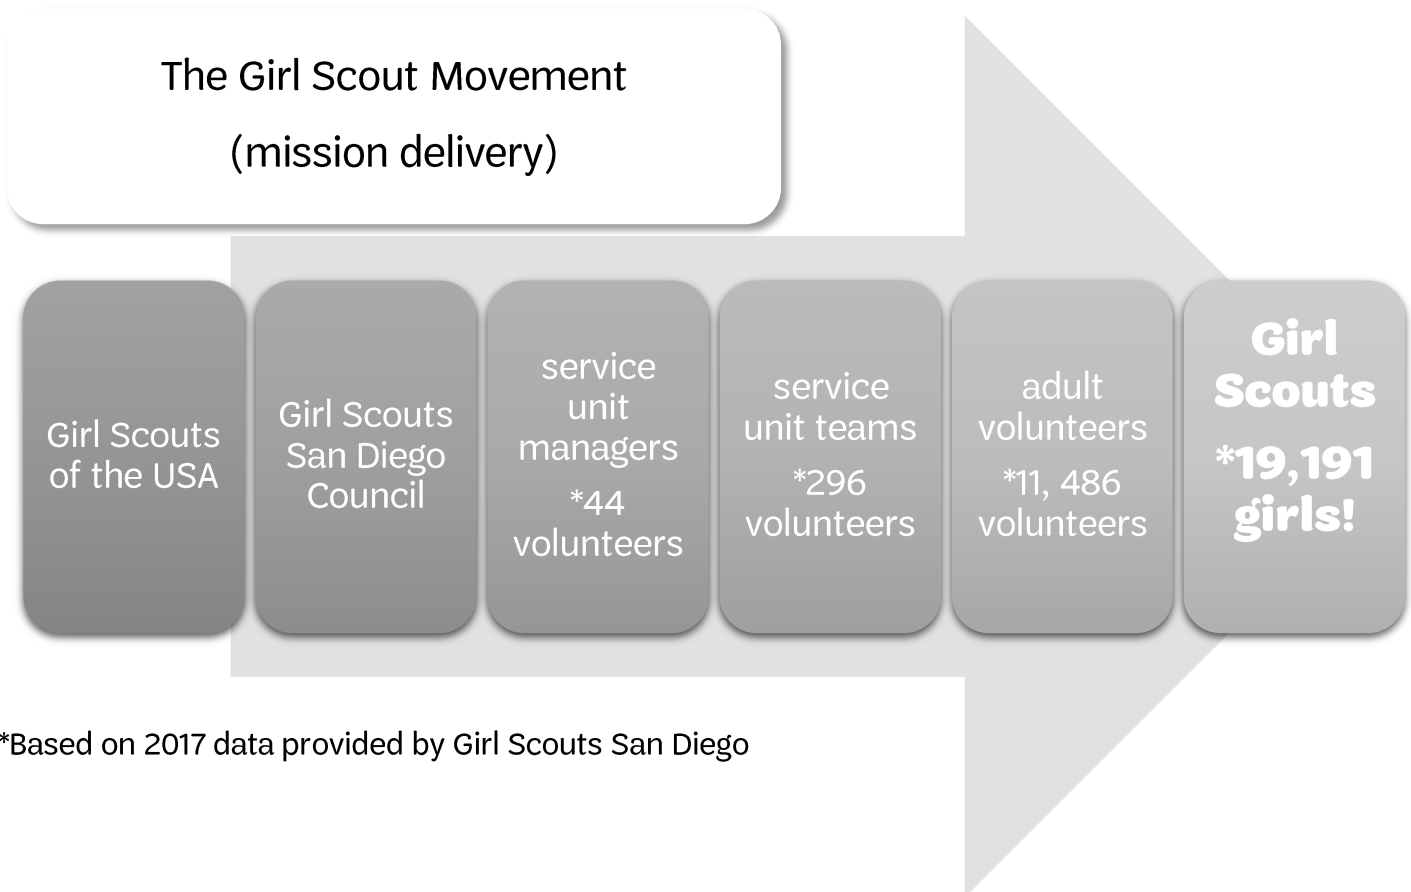 The Girl Scout Movement
(mission delivery)
Girl Scouts
of the USA
Girl Scouts
San Diego
Council
service
unit
managers
*44
volunteers
service
unit teams
*296
volunteers
adult
volunteers
*11, 486
volunteers
Girl
Scouts
*19,191
girls!
*Based on 2017 data provided by Girl Scouts San Diego